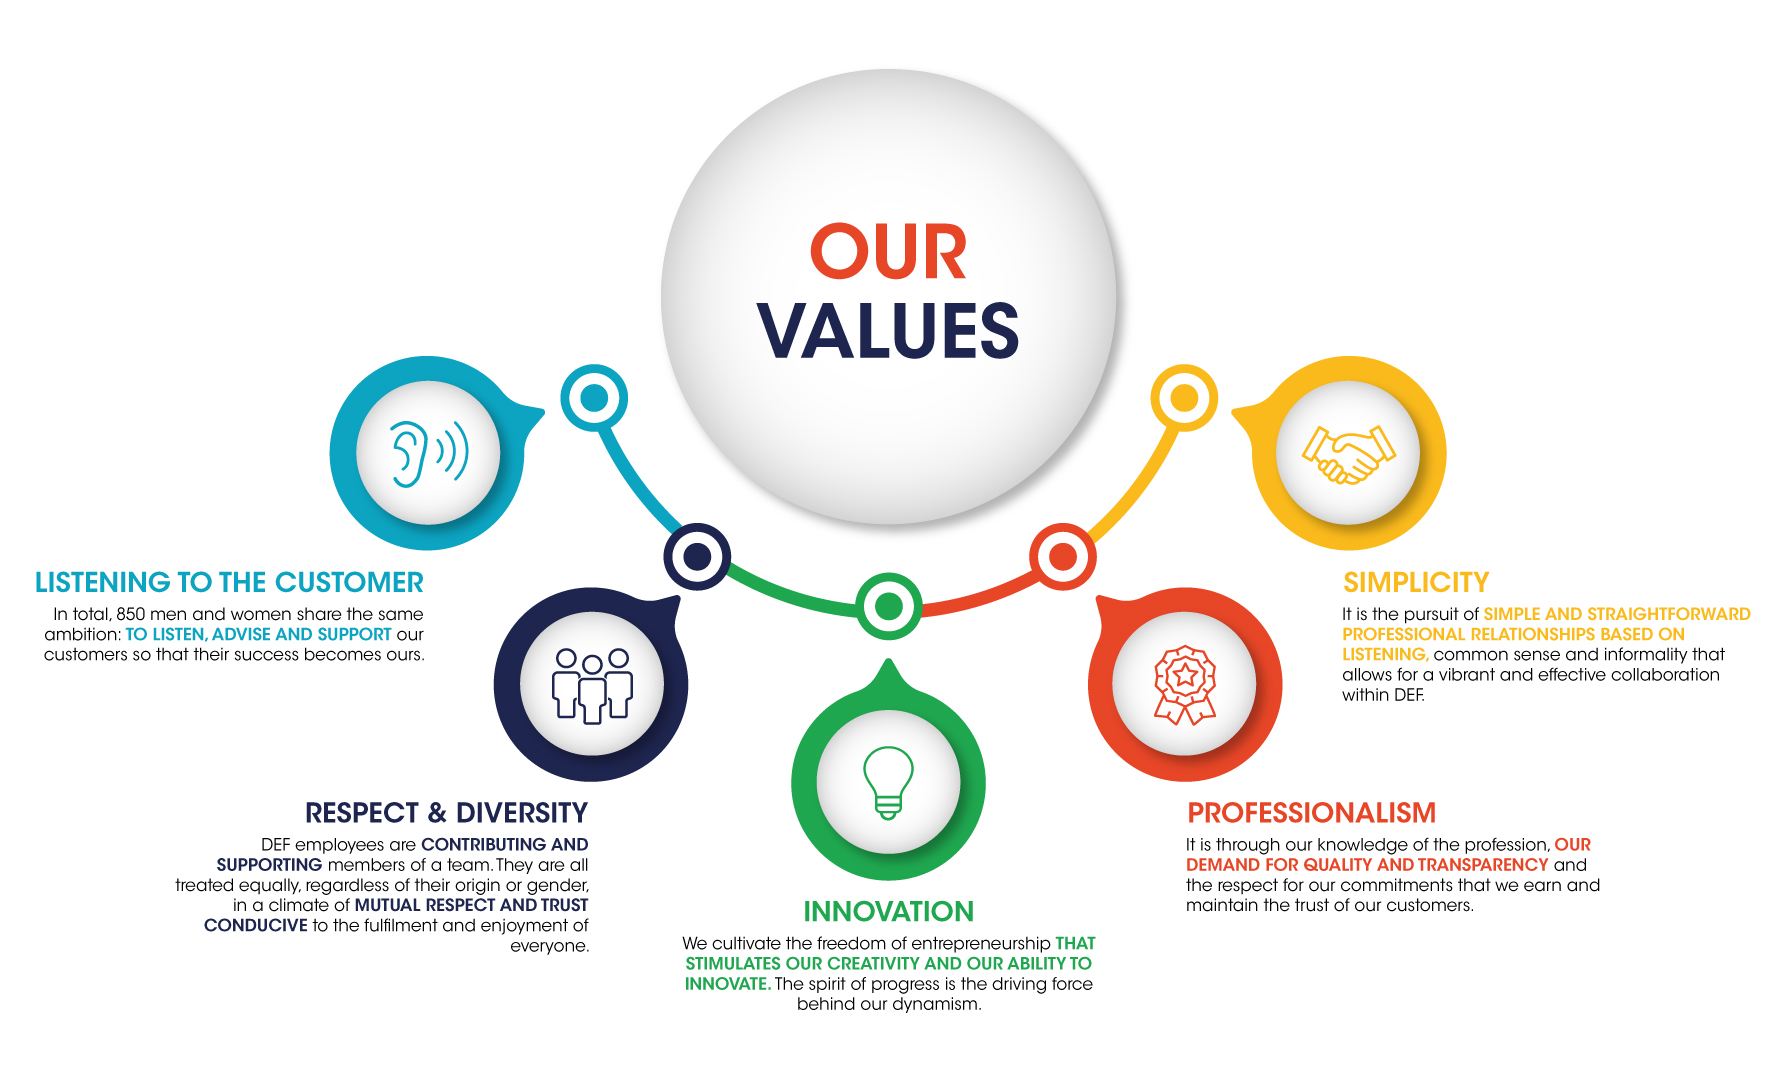 OUR
VALUES
LISTENING TO THE CUSTOMER
In total, 850 men and women share the same
ambition: TO LISTEN, ADVISE AND SUPPORT our
customers so that their success becomes ours.
RESPECT & DIVERSITY
DEF employees are CONTRIBUTING AND
SUPPORTING members of a team. They are all
treated equally, regardless of their origin or gender,
in a climate of MUTUAL RESPECT AND TRUST
CONDUCIVE to the fulfilment and enjoyment of
everyone.
INNOVATION
We cultivate the freedom of entrepreneurship THAT
STIMULATES OUR CREATIVITY AND OUR ABILITY TO
INNOVATE. The spirit of progress is the driving force
behind our dynamism.
PROFESSIONALISM
It is through our knowledge of the profession, OUR
DEMAND FOR QUALITY AND TRANSPARENCY and
the respect for our commitments that we earn and
maintain the trust of our customers.
SIMPLICITY
It is the pursuit of SIMPLE AND STRAIGHTFORWARD
PROFESSIONAL RELATIONSHIPS BASED ON
LISTENING, common sense and informality that
allows for a vibrant and effective collaboration
within DEF.